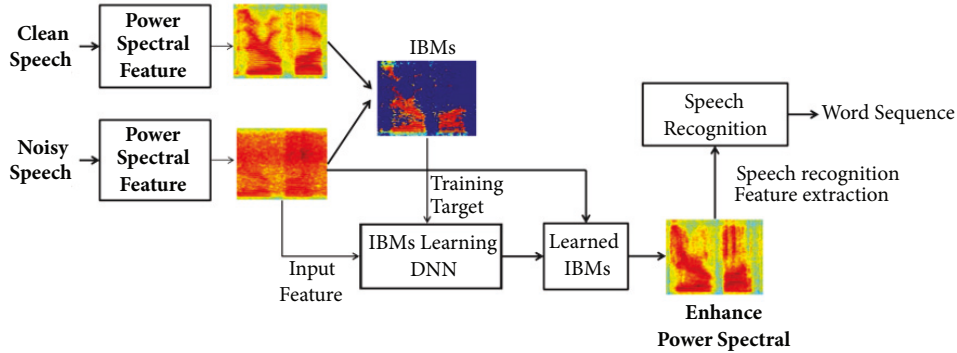 Clean
Speech
Power
Spectral
Feature
IBMs
Noisy
Speech
Power
Spectral
Feature
Speech
Recognition
Word Sequence
Training
Target
Speech recognition
Feature extraction
Input
Feature
IBMs Learning
DNN
Learned
IBMs
Enhance
Power Spectral